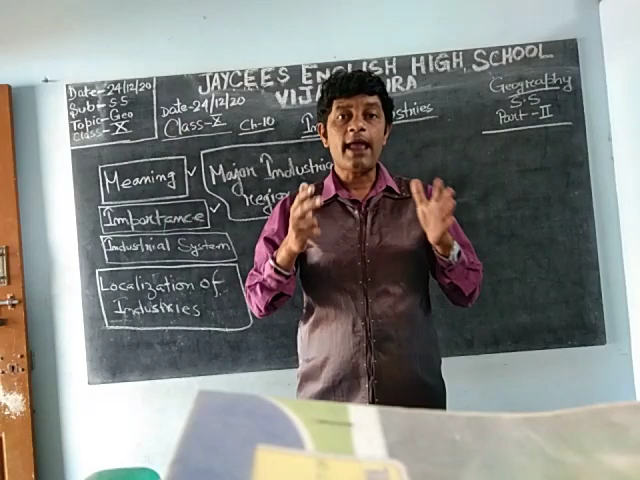 Date-24/12/20
Sub-S.S
Topic-Geo
Class-X
JAYCEES ENGLISH HIGH SCHOOL
Date-24/12/20
Class-X Ch-10
Geography
S.S
Part-II
Meaning
Importance
Industrial System
Localization of
Industries
Major